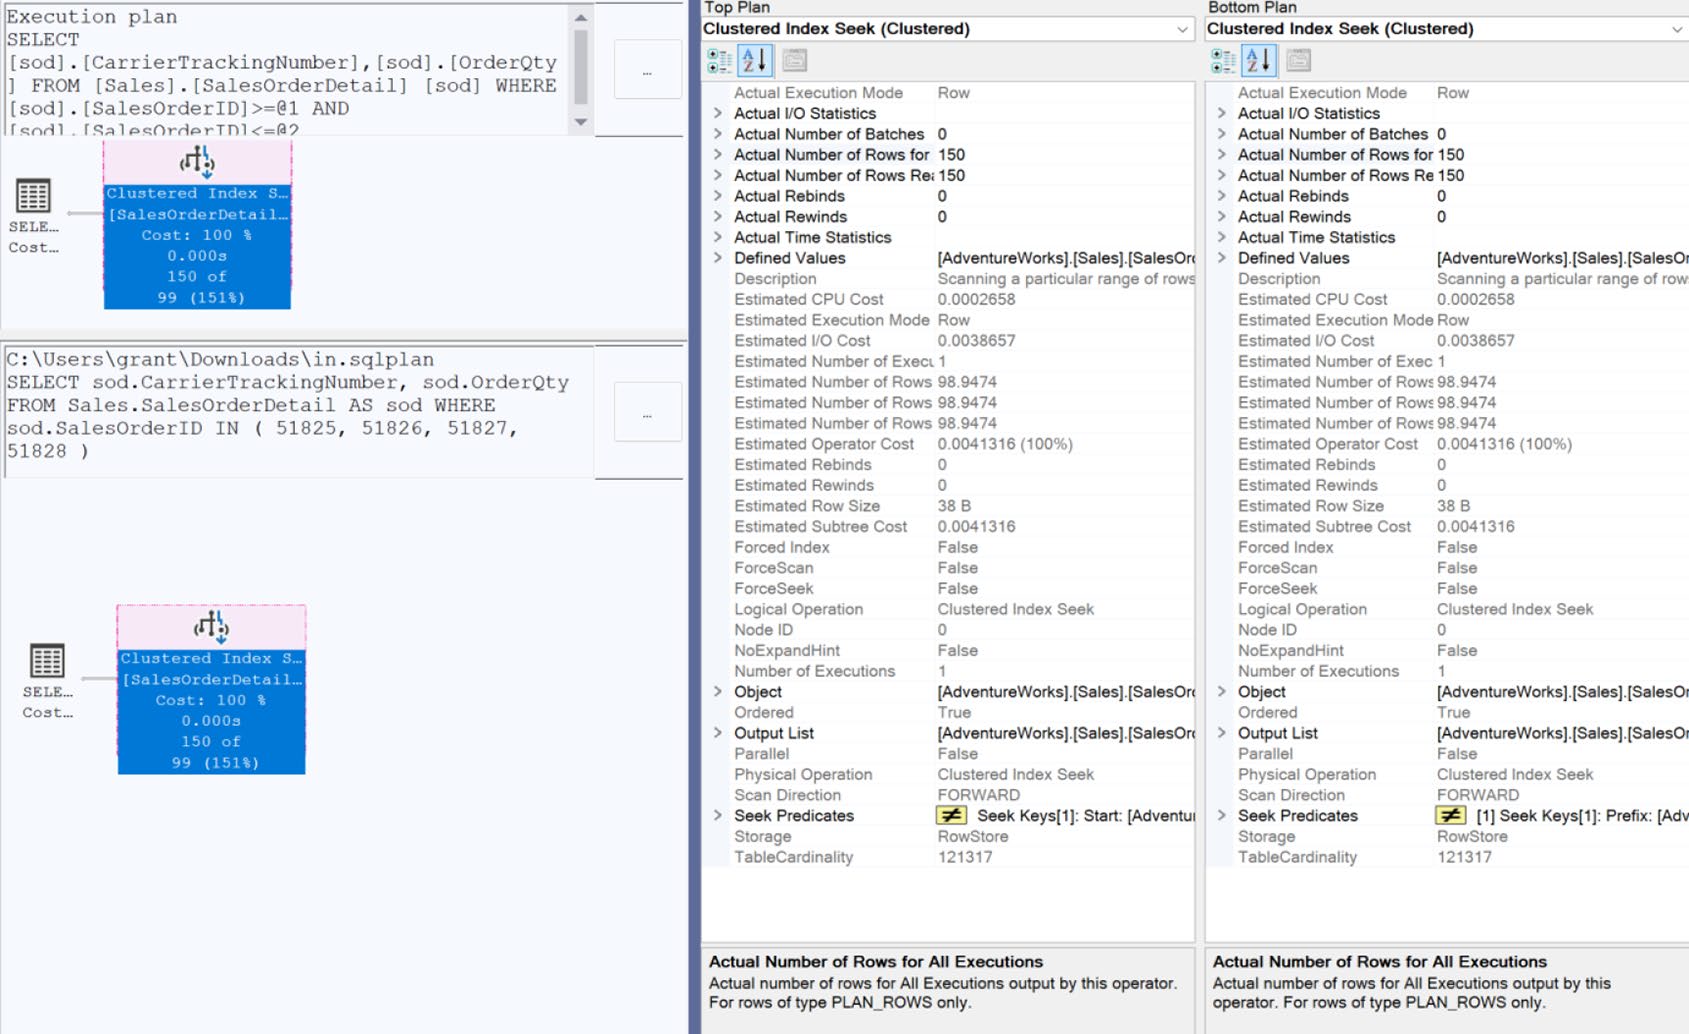 Execution plan
SELECT
[sod].[CarrierTrackingNumber],[sod].[OrderQty
] FROM [Sales].[SalesOrderDetail] [sod] WHERE
[sod].[SalesOrderID]>=@1 AND
[sod].[SalesOrderID]<=@2
...
SELE...
Cost...
Clustered Index S...
[SalesOrderDetail...
Cost: 100 %
0.000s
150 of
99 (151%)
C:\Users\grant\Downloads\in.sqlplan
SELECT sod.CarrierTrackingNumber, sod.OrderQty
FROM Sales.SalesOrderDetail AS sod WHERE
sod.SalesOrderID IN ( 51825, 51826, 51827,
51828 )
...
SELE...
Cost...
Clustered Index S...
[SalesOrderDetail...
Cost: 100 %
0.000s
150 of
99 (151%)
Top Plan
Clustered Index Seek (Clustered)
Actual Execution Mode Row
Actual I/O Statistics
Actual Number of Batches 0
Actual Number of Rows for 150
Actual Number of Rows Rea 150
Actual Rebinds 0
Actual Rewinds 0
Actual Time Statistics
Defined Values [AdventureWorks].[Sales].[SalesOrd
Description Scanning a particular range of rows
Estimated CPU Cost 0.0002658
Estimated Execution Mode Row
Estimated I/O Cost 0.0038657
Estimated Number of Execu 1
Estimated Number of Rows 98.9474
Estimated Number of Rows 98.9474
Estimated Number of Rows 98.9474
Estimated Operator Cost 0.0041316 (100%)
Estimated Rebinds 0
Estimated Rewinds 0
Estimated Row Size 38 B
Estimated Subtree Cost 0.0041316
Forced Index False
ForceScan False
ForceSeek False
Logical Operation Clustered Index Seek
Node ID 0
NoExpandHint False
Number of Executions 1
Object [AdventureWorks].[Sales].[SalesOrd
Ordered True
Output List [AdventureWorks].[Sales].[SalesOrd
Parallel False
Physical Operation Clustered Index Seek
Scan Direction FORWARD
Seek Predicates ≠ Seek Keys[1]: Start: [Adventur
Storage RowStore
TableCardinality 121317
Actual Number of Rows for All Executions
Actual number of rows for All Executions output by this operator.
For rows of type PLAN_ROWS only.
Bottom Plan
Clustered Index Seek (Clustered)
Actual Execution Mode Row
Actual I/O Statistics
Actual Number of Batches 0
Actual Number of Rows for 150
Actual Number of Rows Re 150
Actual Rebinds 0
Actual Rewinds 0
Actual Time Statistics
Defined Values [AdventureWorks].[Sales].[SalesOr
Description Scanning a particular range of row
Estimated CPU Cost 0.0002658
Estimated Execution Mode Row
Estimated I/O Cost 0.0038657
Estimated Number of Exec 1
Estimated Number of Rows 98.9474
Estimated Number of Rows 98.9474
Estimated Number of Rows 98.9474
Estimated Operator Cost 0.0041316 (100%)
Estimated Rebinds 0
Estimated Rewinds 0
Estimated Row Size 38 B
Estimated Subtree Cost 0.0041316
Forced Index False
ForceScan False
ForceSeek False
Logical Operation Clustered Index Seek
Node ID 0
NoExpandHint False
Number of Executions 1
Object [AdventureWorks].[Sales].[SalesOr
Ordered True
Output List [AdventureWorks].[Sales].[SalesOr
Parallel False
Physical Operation Clustered Index Seek
Scan Direction FORWARD
Seek Predicates ≠ [1] Seek Keys[1]: Prefix: [Adv
Storage RowStore
TableCardinality 121317
Actual Number of Rows for All Executions
Actual number of rows for All Executions output by this
operator. For rows of type PLAN_ROWS only.